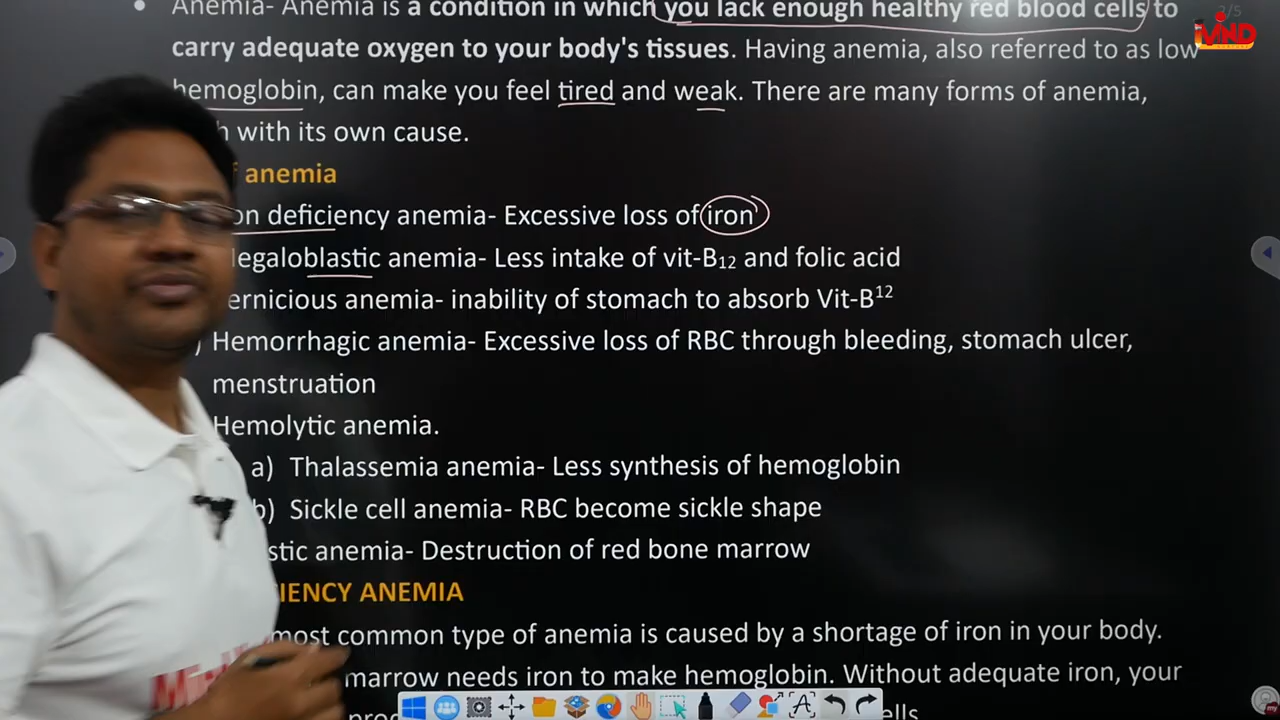 Anemia- Anemia is a condition in which you lack enough healthy red blood cells to
carry adequate oxygen to your body's tissues. Having anemia, also referred to as low
hemoglobin, can make you feel tired and weak. There are many forms of anemia,
with its own cause.
anemia
deficiency anemia- Excessive loss of iron
Megaloblastic anemia- Less intake of vit-B₁₂ and folic acid
ernicious anemia- inability of stomach to absorb Vit-B¹²
) Hemorrhagic anemia- Excessive loss of RBC through bleeding, stomach ulcer,
menstruation
Hemolytic anemia.
a) Thalassemia anemia- Less synthesis of hemoglobin
b) Sickle cell anemia- RBC become sickle shape
stic anemia- Destruction of red bone marrow
IENCY ANEMIA
most common type of anemia is caused by a shortage of iron in your body.
marrow needs iron to make hemoglobin. Without adequate iron, your
2/5
MIND